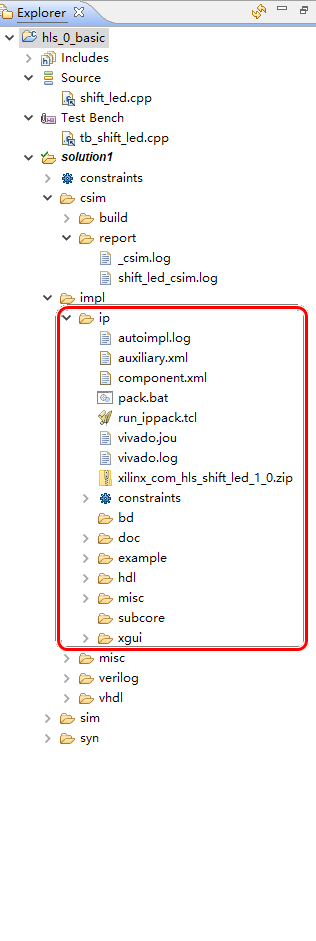 Explorer
hls_0_basic
Includes
Source
shift_led.cpp
Test Bench
tb_shift_led.cpp
solution1
constraints
csim
build
report
_csim.log
shift_led_csim.log
impl
ip
autoimpl.log
auxiliary.xml
component.xml
pack.bat
run_ippack.tcl
vivado.jou
vivado.log
xilinx_com_hls_shift_led_1_0.zip
constraints
bd
doc
example
hdl
misc
subcore
xgui
misc
verilog
vhdl
sim
syn